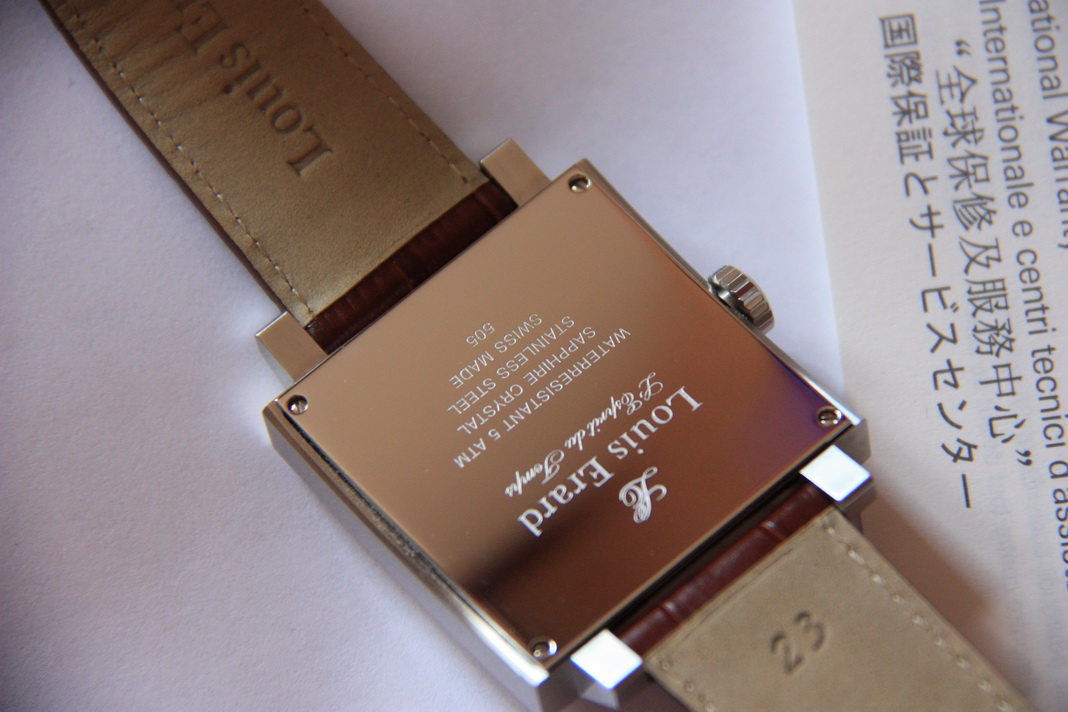 Louis Erard
L'Esprit du Temps
WATERRESISTANT 5 ATM
SAPPHIRE CRYSTAL
STAINLESS STEEL
SWISS MADE
505
Louis E
23
Internationale e centri tecnici d'assis
“全球保修及服務中心”
国際保証とサービスセンター